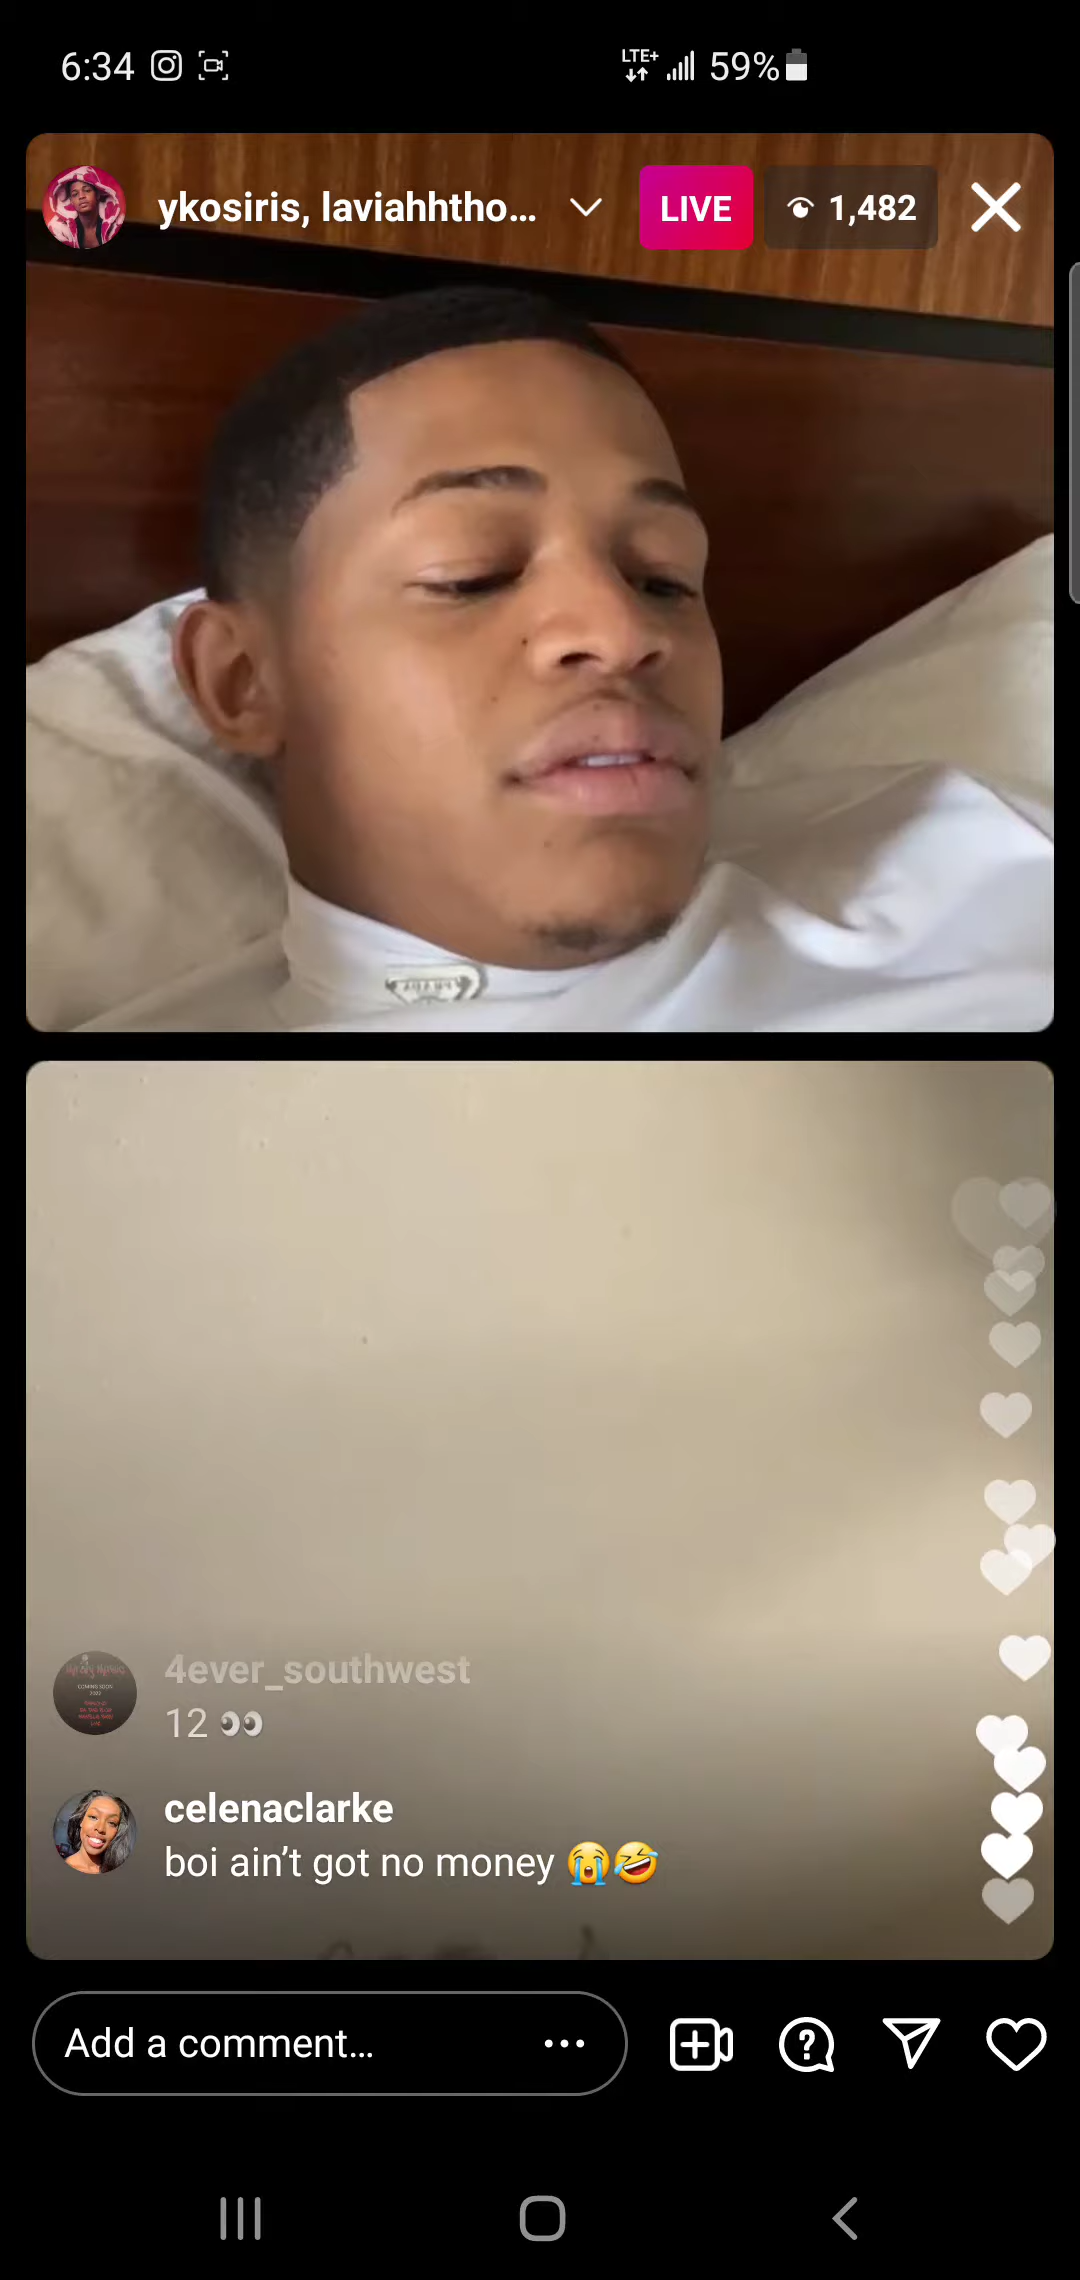 6:34 LTE+ 59%
ykosiris, laviahhtho... LIVE 1,482
4ever_southwest
12 👀
celenaclarke
boi ain't got no money 😭🤣
Add a comment...